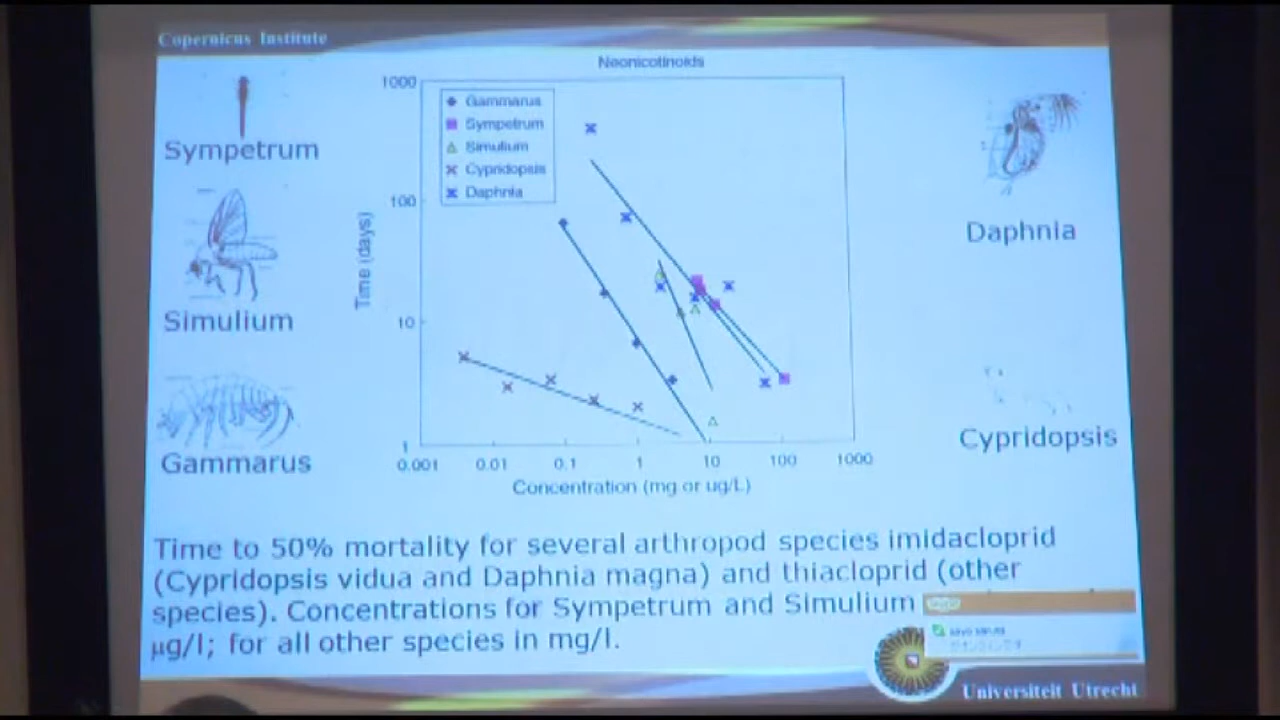 Copernicus Institute
Neonicotinoids
1000
100
10
1
Time (days)
Gammarus
Sympetrum
Simulium
Cypridopsis
Daphnia
0.001 0.01 0.1 1 10 100 1000
Concentration (mg or ug/L)
Sympetrum
Simulium
Gammarus
Daphnia
Cypridopsis
Time to 50% mortality for several arthropod species imidacloprid
(Cypridopsis vidua and Daphnia magna) and thiacloprid (other
species). Concentrations for Sympetrum and Simulium
µg/l; for all other species in mg/l.
Universiteit Utrecht